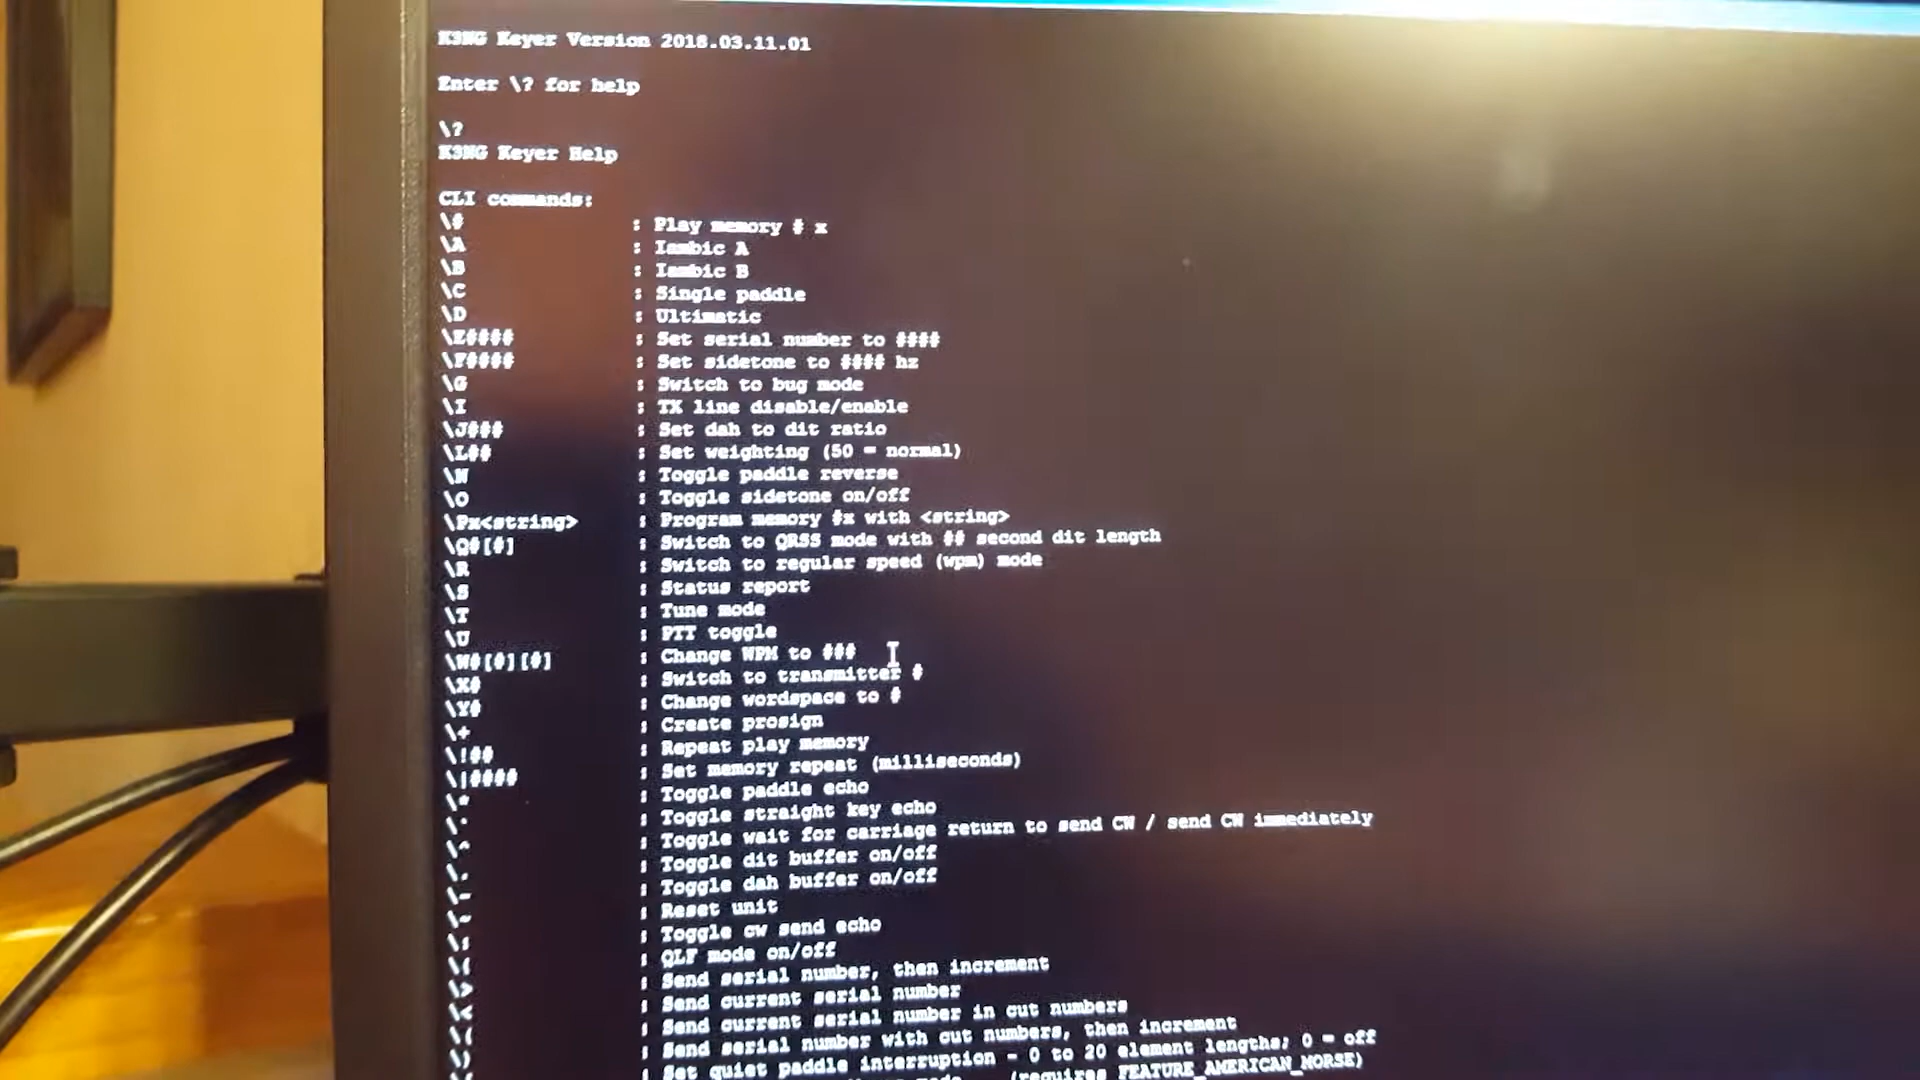 K3NG Keyer Version 2018.03.11.01
Enter \? for help
\?
K3NG Keyer Help
CLI commands:
\# : Play memory # x
\A : Iambic A
\B : Iambic B
\C : Single paddle
\D : Ultimatic
\E#### : Set serial number to ####
\F#### : Set sidetone to #### hz
\G : Switch to bug mode
\I : TX line disable/enable
\J### : Set dah to dit ratio
\L## : Set weighting (50 = normal)
\N : Toggle paddle reverse
\O : Toggle sidetone on/off
\Px<string> : Program memory #x with <string>
\Q#[#] : Switch to QRSS mode with ## second dit length
\R : Switch to regular speed (wpm) mode
\S : Status report
\T : Tune mode
\U : PTT toggle
\W#[#][#] : Change WPM to ###
\X# : Switch to transmitter #
\Y# : Change wordspace to #
\+ : Create prosign
\!## : Repeat play memory
\|#### : Set memory repeat (milliseconds)
\* : Toggle paddle echo
\` : Toggle straight key echo
\^ : Toggle wait for carriage return to send CW / send CW immediately
\. : Toggle dit buffer on/off
\- : Toggle dah buffer on/off
\~ : Reset unit
\: : Toggle cw send echo
\{ : QLF mode on/off
\> : Send serial number, then increment
\< : Send current serial number
\( : Send current serial number in cut numbers
\) : Send serial number with cut numbers, then increment
\[ : Set quiet paddle interruption - 0 to 20 element lengths; 0 = off
(requires FEATURE_AMERICAN_MORSE)